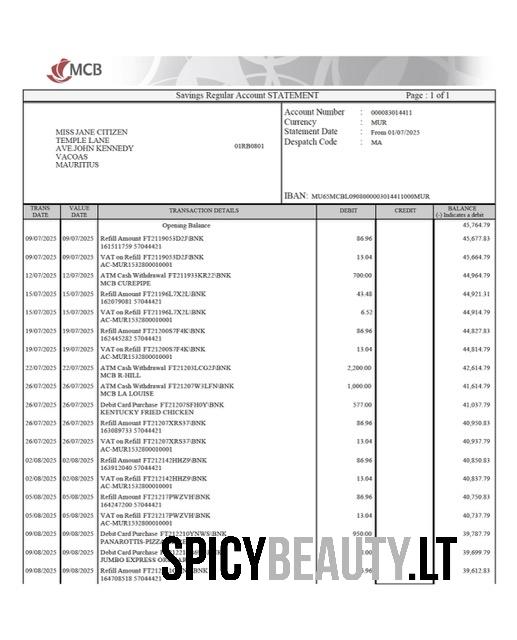 MCB
Savings Regular Account STATEMENT Page : 1 of 1
Account Number : 000083014411
Currency : MUR
Statement Date : From 01/07/2025
Despatch Code : MA
MISS JANE CITIZEN
TEMPLE LANE
AVE JOHN KENNEDY
VACOAS
MAURITIUS
01RB0801
IBAN: MU65MCBL0908000003014411000MUR
TRANS DATE VALUE DATE TRANSACTION DETAILS DEBIT CREDIT BALANCE (-) Indicates a debit
Opening Balance 45,764.79
09/07/2025 09/07/2025 Refill Amount FT2119053D2J\BNK 86.96 45,677.83
161511759 57044421
09/07/2025 09/07/2025 VAT on Refill FT2119053D2J\BNK 13.04 45,664.79
AC-MUR1532800010001
12/07/2025 12/07/2025 ATM Cash Withdrawal FT211933KR22\BNK 700.00 44,964.79
MCB CUREPIPE
15/07/2025 15/07/2025 Refill Amount FT21196L7X2L\BNK 43.48 44,921.31
162079081 57044421
15/07/2025 15/07/2025 VAT on Refill FT21196L7X2L\BNK 6.52 44,914.79
AC-MUR1532800010001
19/07/2025 19/07/2025 Refill Amount FT21200S7F4K\BNK 86.96 44,827.83
162445282 57044421
19/07/2025 19/07/2025 VAT on Refill FT21200S7F4K\BNK 13.04 44,814.79
AC-MUR1532800010001
22/07/2025 22/07/2025 ATM Cash Withdrawal FT21203LCG2J\BNK 2,200.00 42,614.79
MCB R-HILL
26/07/2025 26/07/2025 ATM Cash Withdrawal FT21207W3LFN\BNK 1,000.00 41,614.79
MCB LA LOUISE
26/07/2025 26/07/2025 Debit Card Purchase FT21207SFH0Y\BNK 577.00 41,037.79
KENTUCKY FRIED CHICKEN
26/07/2025 26/07/2025 Refill Amount FT21207XRS37\BNK 86.96 40,950.83
163089733 57044421
26/07/2025 26/07/2025 VAT on Refill FT21207XRS37\BNK 13.04 40,937.79
AC-MUR1532800010001
02/08/2025 02/08/2025 Refill Amount FT212142HHZ9\BNK 86.96 40,850.83
163912040 57044421
02/08/2025 02/08/2025 VAT on Refill FT212142HHZ9\BNK 13.04 40,837.79
AC-MUR1532800010001
05/08/2025 05/08/2025 Refill Amount FT21217PWZVH\BNK 86.96 40,750.83
164247200 57044421
05/08/2025 05/08/2025 VAT on Refill FT21217PWZVH\BNK 13.04 40,737.79
AC-MUR1532800010001
09/08/2025 09/08/2025 Debit Card Purchase FT212210YNWS\BNK 950.00 39,787.79
PANAROTTIS-PIZZA
09/08/2025 09/08/2025 Debit Card 39,699.79
JUMBO EXPRESS
09/08/2025 09/08/2025 Refill Amount 39,612.83
164708518 57044421
SPICYBEAUTY.LT